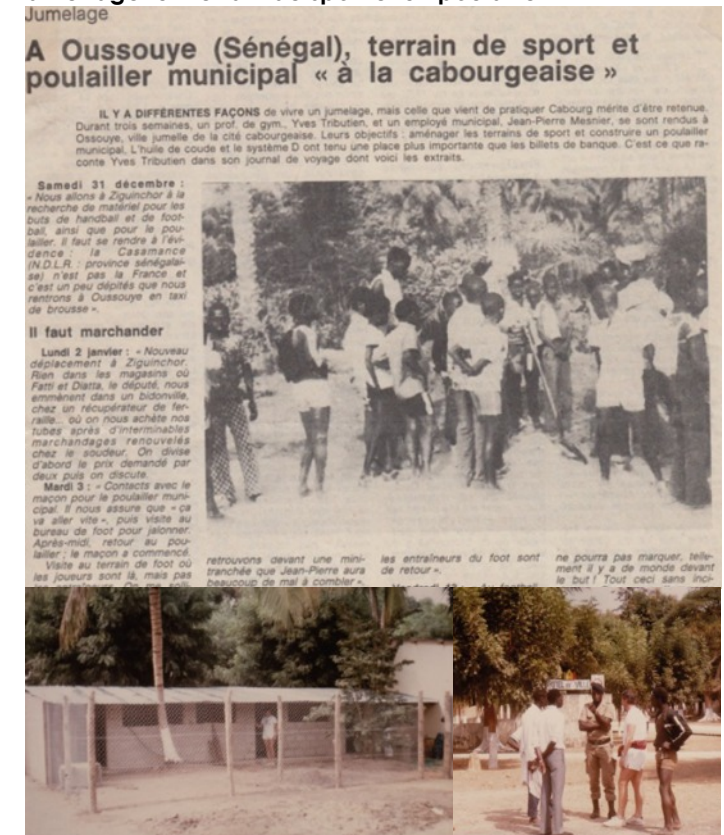 Jumelage
A Oussouye (Sénégal), terrain de sport et
poulailler municipal « à la cabourgeaise »
IL Y A DIFFÉRENTES FAÇONS de vivre un jumelage, mais celle que vient de pratiquer Cabourg mérite d'être retenue.
Durant trois semaines, un prof. de gym., Yves Tributien, et un employé municipal, Jean-Pierre Mesnier, se sont rendus à
Ossouye, ville jumelle de la cité cabourgeaise. Leurs objectifs : aménager les terrains de sport et construire un poulailler
municipal. L'huile de coude et le système D ont tenu une place plus importante que les billets de banque. C'est ce que ra-
conte Yves Tributien dans son journal de voyage dont voici les extraits.
Samedi 31 décembre :
« Nous allons à Ziguinchor à la
recherche de matériel pour les
buts de handball et de foot-
ball, ainsi que pour le pou-
lailler. Il faut se rendre à l'évi-
dence : la Casamance
(N.D.L.R. : province sénégalai-
se) n'est pas la France et
c'est un peu dépités que nous
rentrons à Oussouye en taxi
de brousse ».
Il faut marchander
Lundi 2 janvier : « Nouveau
déplacement à Ziguinchor.
Rien dans les magasins où
Fatti et Diatta, le député, nous
emmènent dans un bidonville,
chez un récupérateur de fer-
raille... où on nous achète nos
tubes après d'interminables
marchandages renouvelés
chez le soudeur. On divise
d'abord le prix demandé par
deux puis on discute.
Mardi 3 : « Contacts avec le
maçon pour le poulailler muni-
cipal. Il nous assure que « ça
va aller vite », puis visite au
bureau de foot pour jalonner.
Après-midi, retour au pou-
lailler ; le maçon a commencé.
Visite au terrain de foot où
les joueurs sont là, mais pas
retrouvons devant une mini-
tranchée que Jean-Pierre aura
beaucoup de mal à combler ».
les entraîneurs du foot sont
de retour ».
ne pourra pas marquer, telle-
ment il y a de monde devant
le but ! Tout ceci sans inci-